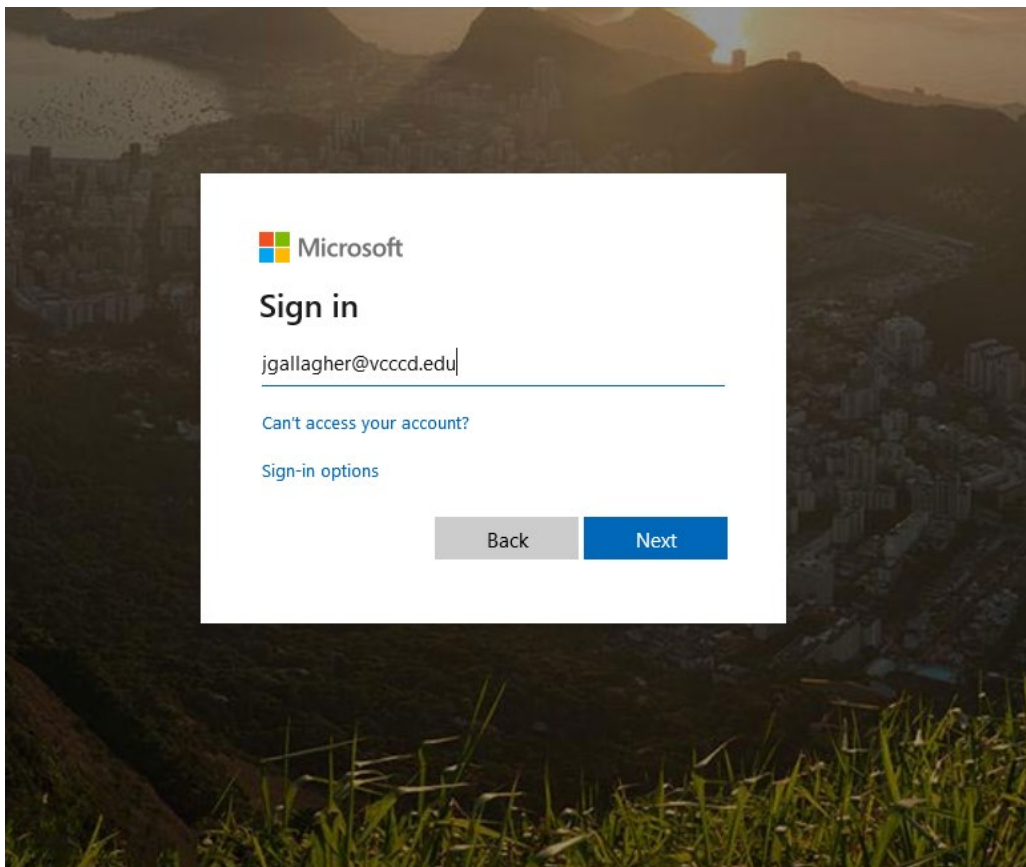 Microsoft
Sign in
jgallagher@vcccd.edu
Can't access your account?
Sign-in options
Back
Next